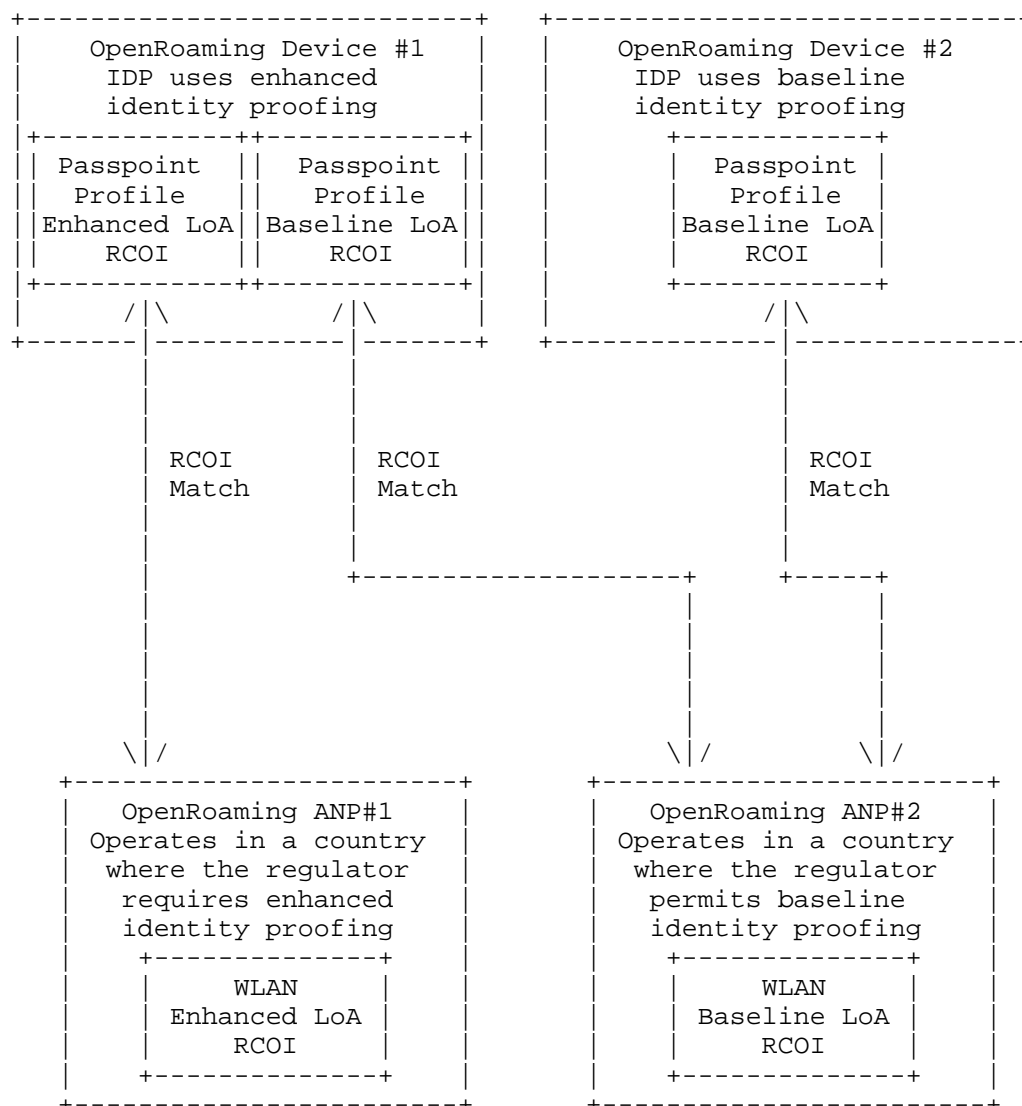 OpenRoaming Device #1
IDP uses enhanced
identity proofing
Passpoint
Profile
Enhanced LoA
RCOI
Passpoint
Profile
Baseline LoA
RCOI
OpenRoaming Device #2
IDP uses baseline
identity proofing
Passpoint
Profile
Baseline LoA
RCOI
RCOI
Match
RCOI
Match
RCOI
Match
OpenRoaming ANP#1
Operates in a country
where the regulator
requires enhanced
identity proofing
WLAN
Enhanced LoA
RCOI
OpenRoaming ANP#2
Operates in a country
where the regulator
permits baseline
identity proofing
WLAN
Baseline LoA
RCOI